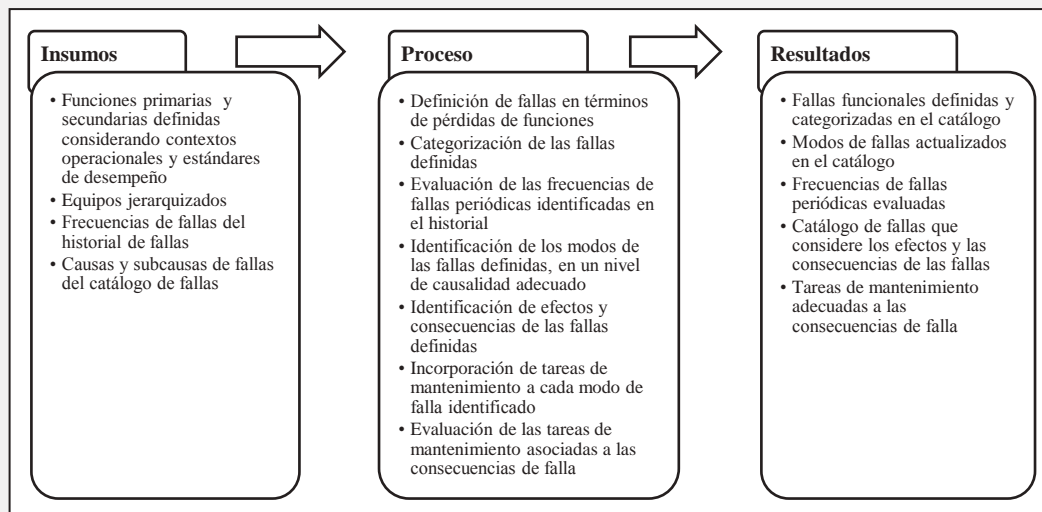 Insumos
• Funciones primarias y
secundarias definidas
considerando contextos
operacionales y estándares
de desempeño
• Equipos jerarquizados
• Frecuencias de fallas del
historial de fallas
• Causas y subcausas de fallas
del catálogo de fallas
Proceso
• Definición de fallas en términos
de pérdidas de funciones
• Categorización de las fallas
definidas
• Evaluación de las frecuencias de
fallas periódicas identificadas en
el historial
• Identificación de los modos de
las fallas definidas, en un nivel
de causalidad adecuado
• Identificación de efectos y
consecuencias de las fallas
definidas
• Incorporación de tareas de
mantenimiento a cada modo de
falla identificado
• Evaluación de las tareas de
mantenimiento asociadas a las
consecuencias de falla
Resultados
• Fallas funcionales definidas y
categorizadas en el catálogo
• Modos de fallas actualizados
en el catálogo
• Frecuencias de fallas
periódicas evaluadas
• Catálogo de fallas que
considere los efectos y las
consecuencias de las fallas
• Tareas de mantenimiento
adecuadas a las
consecuencias de falla